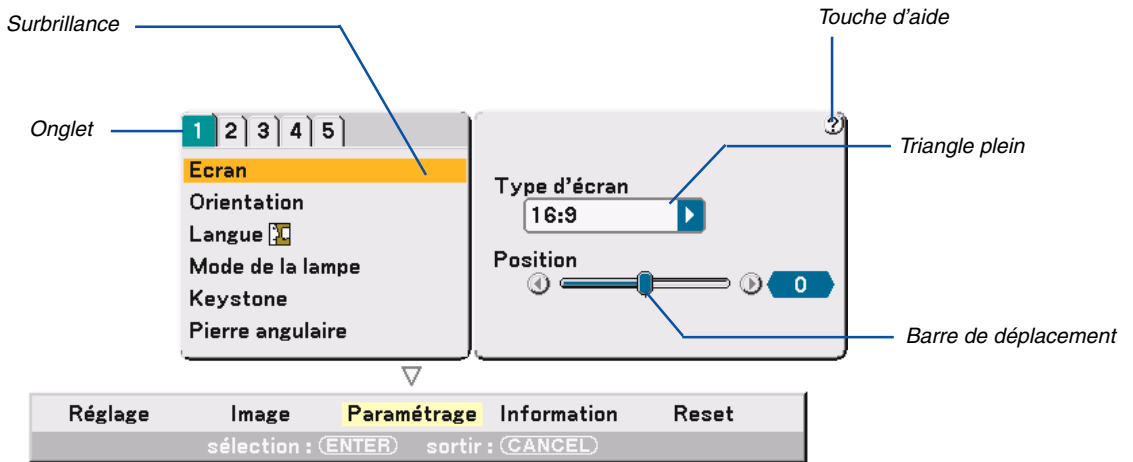 Surbrillance
Touche d'aide
Onglet
1 2 3 4 5
?
Triangle plein
Ecran
Type d'écran
Orientation
16:9
Langue
Position
Mode de la lampe
0
Keystone
Pierre angulaire
Barre de déplacement
Réglage Image Paramétrage Information Reset
sélection : ENTER sortir : CANCEL